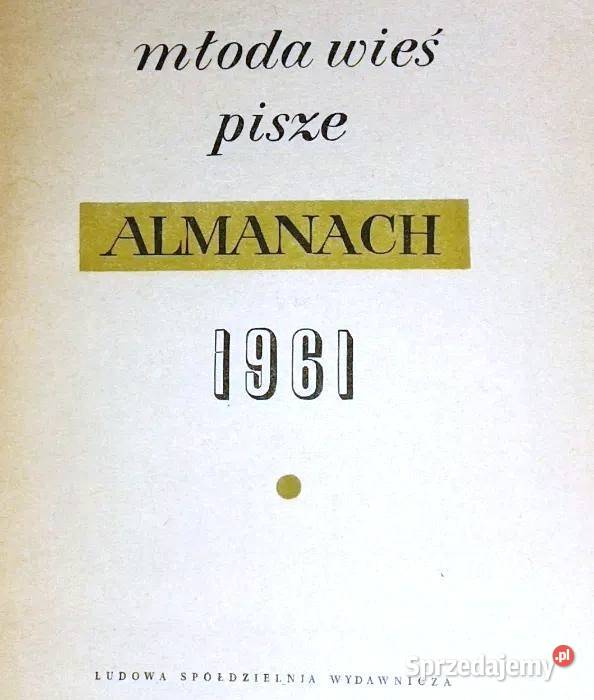 młoda wieś
pisze
ALMANACH
1961
LUDOWA SPÓŁDZIELNIA WYDAWNICZA
Sprzedajemy.pl